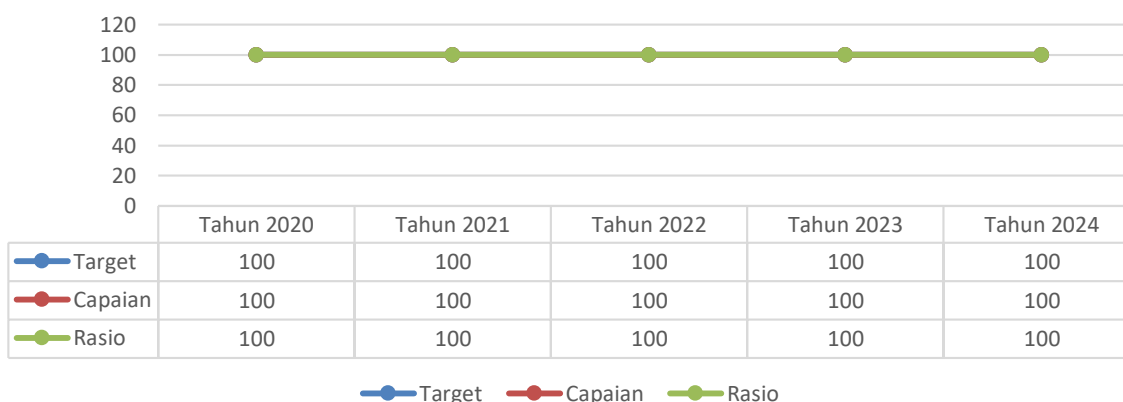 120
100
80
60
40
20
0
Tahun 2020 Tahun 2021 Tahun 2022 Tahun 2023 Tahun 2024
Target 100 100 100 100 100
Capaian 100 100 100 100 100
Rasio 100 100 100 100 100
Target Capaian Rasio